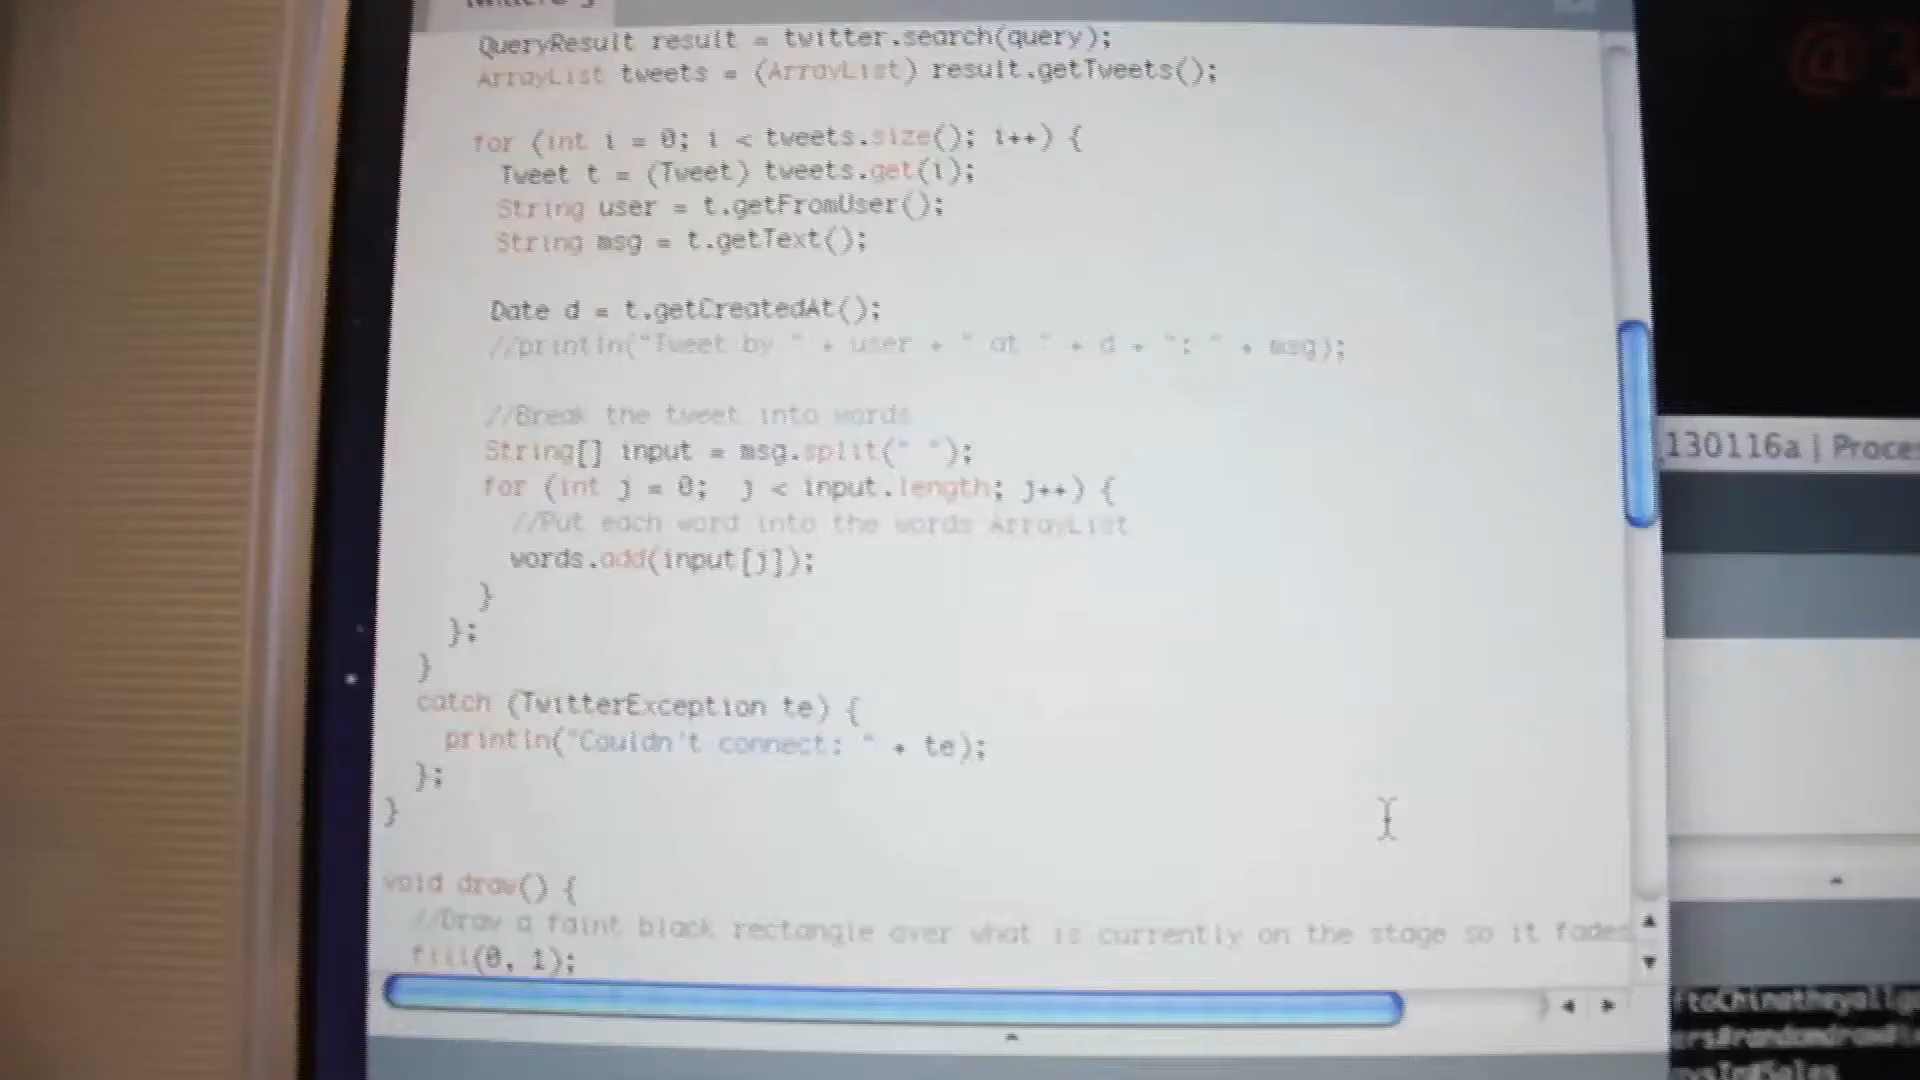 QueryResult result = twitter.search(query);
ArrayList tweets = (ArrayList) result.getTweets();
for (int i = 0; i < tweets.size(); i++) {
Tweet t = (Tweet) tweets.get(i);
String user = t.getFromUser();
String msg = t.getText();
Date d = t.getCreatedAt();
//println("Tweet by " + user + " at " + d + ": " + msg);
//Break the tweet into words
String[] input = msg.split(" ");
for (int j = 0;  j < input.length; j++) {
//Put each word into the words ArrayList
words.add(input[j]);
}
};
}
catch (TwitterException te) {
println("Couldn't connect: " + te);
};
}
void draw() {
//Draw a faint black rectangle over what is currently on the stage so it fades
fill(0, 1);
@3
130116a | Proces